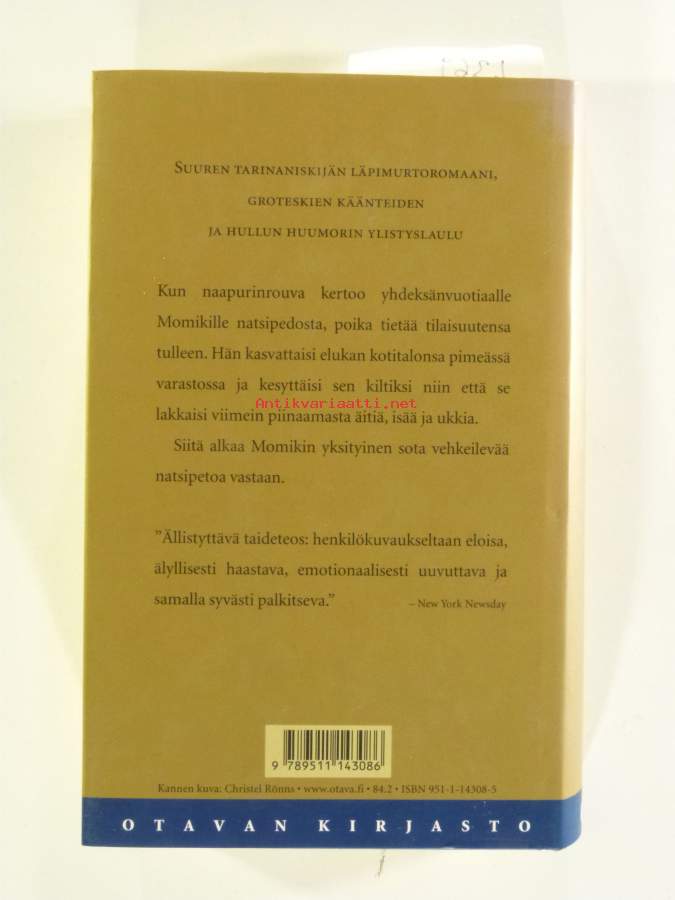 SUUREN TARINANISKIJÄN LÄPIMURTOROMAANI,
GROTESKIEN KÄÄNTEIDEN
JA HULLUN HUUMORIN YLISTYSLAULU
Kun naapurinrouva kertoo yhdeksänvuotiaalle
Momikille natsipedosta, poika tietää tilaisuutensa
tulleen. Hän kasvattaisi elukan kotitalonsa pimeässä
varastossa ja kesyttäisi sen kiltiksi niin että se
Antikvariaatti.net
lakkaisi viimein piinaamasta äitiä, isää ja ukkia.
Siitä alkaa Momikin yksityinen sota vehkeilevää
natsipetoa vastaan.
”Ällistyttävä taideteos: henkilökuvaukseltaan eloisa,
älyllisesti haastava, emotionaalisesti uuvuttava ja
samalla syvästi palkitseva.” – New York Newsday
9 789511 143086
Kannen kuva: Christel Rönns • www.otava.fi • 84.2 • ISBN 951-1-14308-5
OTAVAN KIRJASTO